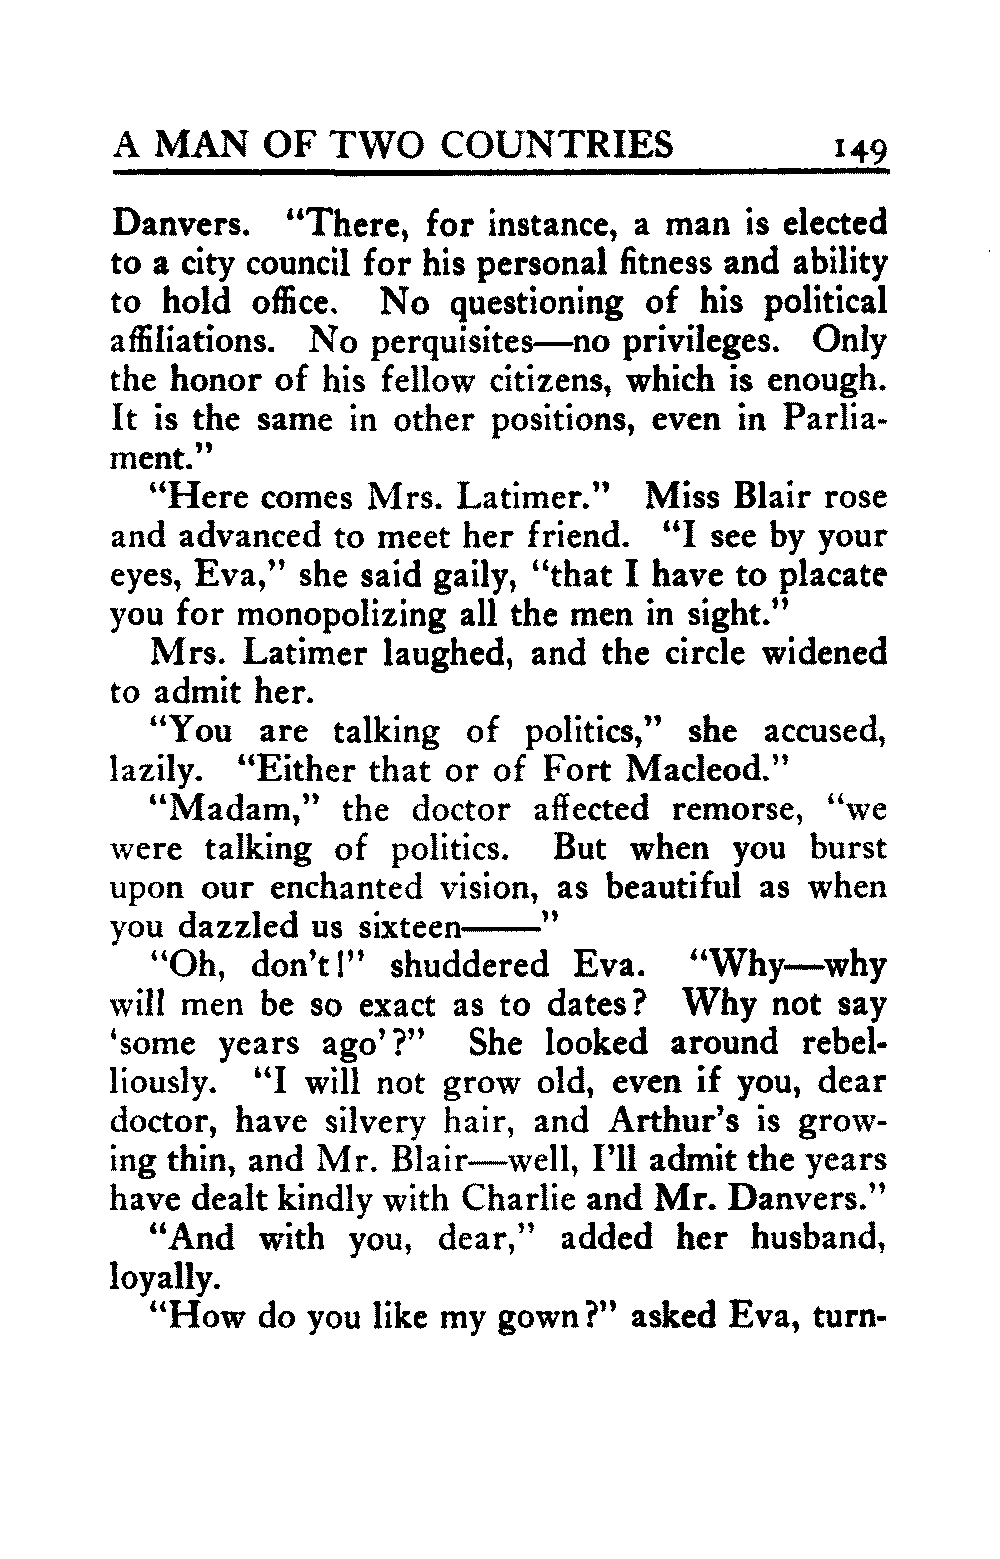 A MAN OF TWO COUNTRIES 149
Danvers. “There, for instance, a man is elected
to a city council for his personal fitness and ability
to hold office. No questioning of his political
affiliations. No perquisites—no privileges. Only
the honor of his fellow citizens, which is enough.
It is the same in other positions, even in Parlia-
ment.”
“Here comes Mrs. Latimer.” Miss Blair rose
and advanced to meet her friend. “I see by your
eyes, Eva,” she said gaily, “that I have to placate
you for monopolizing all the men in sight.”
Mrs. Latimer laughed, and the circle widened
to admit her.
“You are talking of politics,” she accused,
lazily. “Either that or of Fort Macleod.”
“Madam,” the doctor affected remorse, “we
were talking of politics. But when you burst
upon our enchanted vision, as beautiful as when
you dazzled us sixteen——”
“Oh, don’t!” shuddered Eva. “Why—why
will men be so exact as to dates? Why not say
‘some years ago’?” She looked around rebel-
liously. “I will not grow old, even if you, dear
doctor, have silvery hair, and Arthur’s is grow-
ing thin, and Mr. Blair—well, I’ll admit the years
have dealt kindly with Charlie and Mr. Danvers.”
“And with you, dear,” added her husband,
loyally.
“How do you like my gown?” asked Eva, turn-